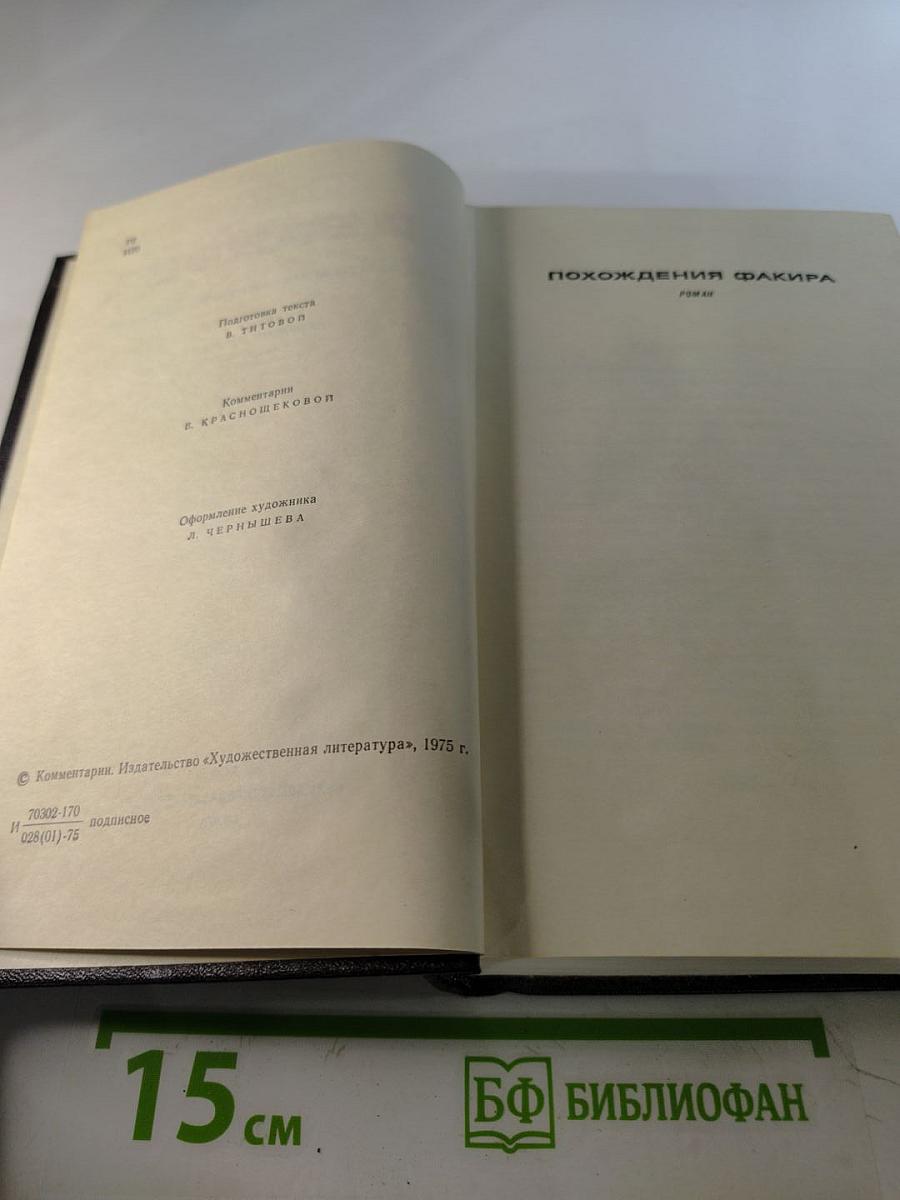 Подготовка текста
В. ТИТОВОЙ
Комментарии
Е. КРАСНОЩЕКОВОЙ
Оформление художника
Л. ЧЕРНЫШЕВА
© Комментарии. Издательство «Художественная литература», 1975 г.
И 70302-170
028(01)-75 подписное
ПОХОЖДЕНИЯ ФАКИРА
РОМАН
15 см
БФ БИБЛИОФАН